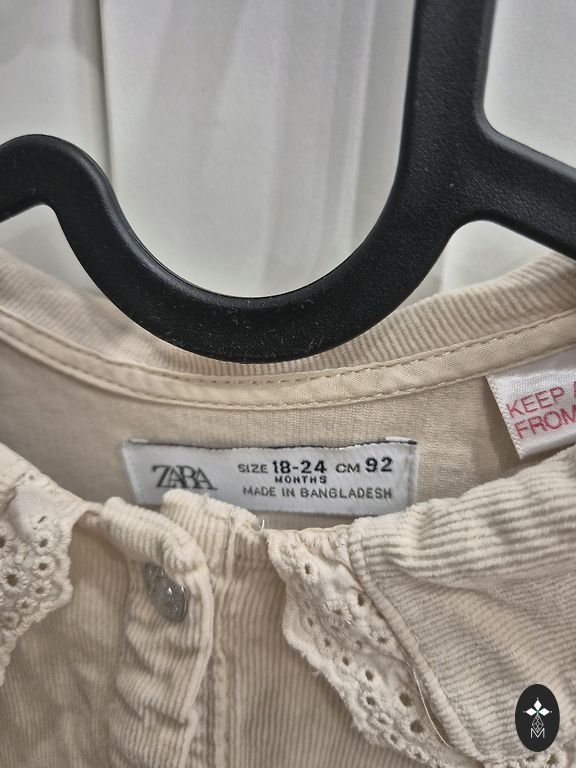 KEEP
FROM
ZARA
SIZE 18-24 CM 92
MONTHS
MADE IN BANGLADESH
M